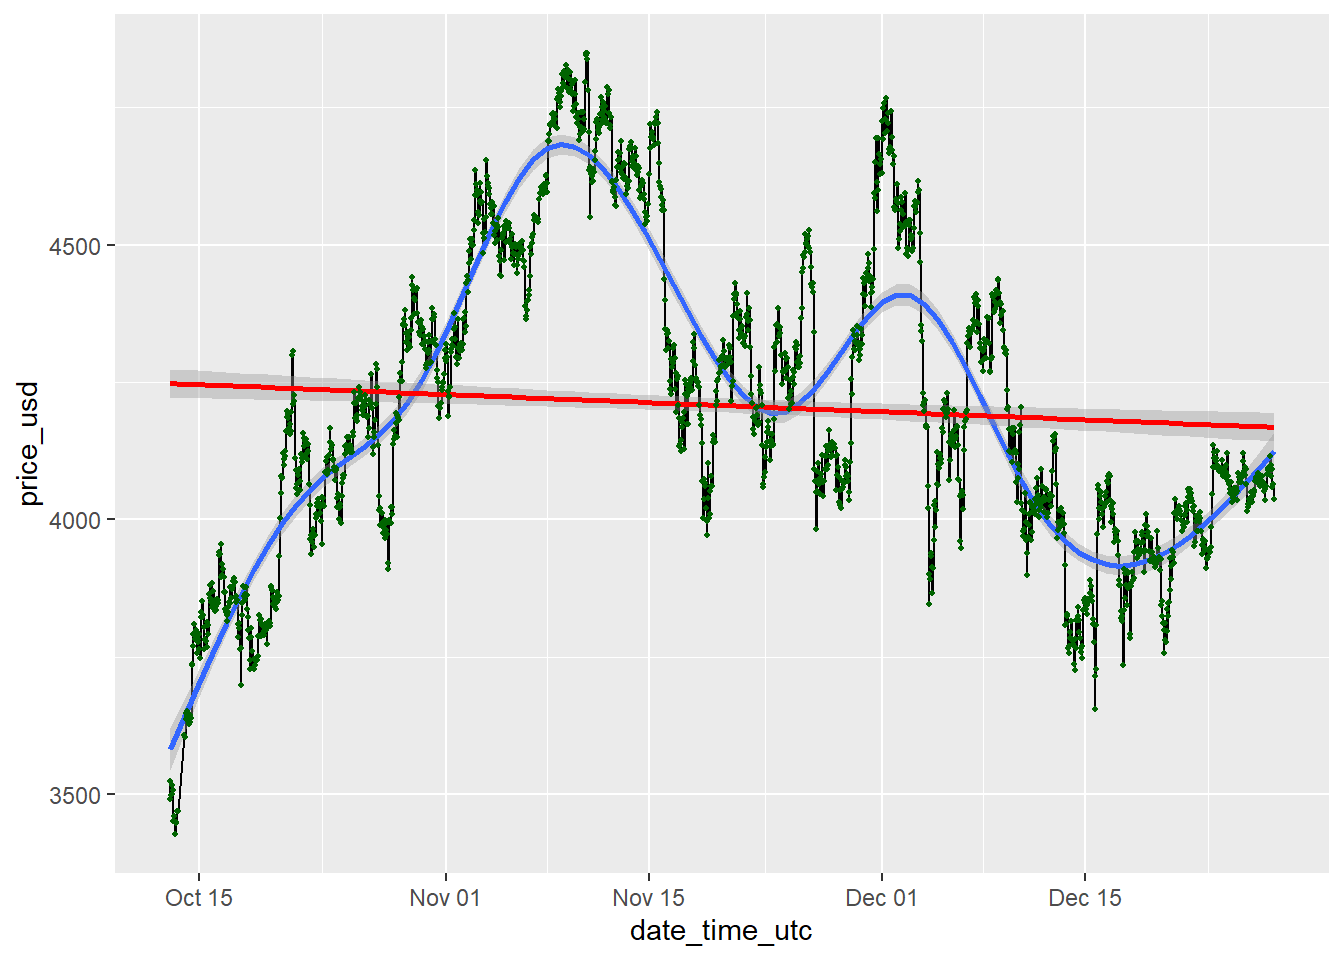 price_usd
4500
4000
3500
Oct 15
Nov 01
Nov 15
Dec 01
Dec 15
date_time_utc